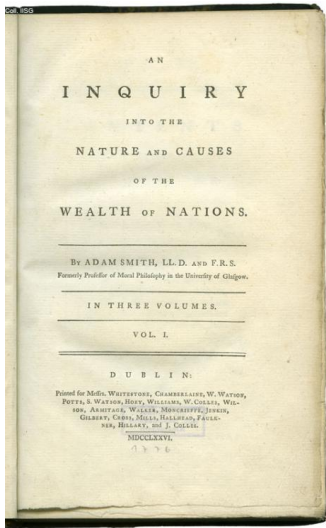 Coll. IISG
AN
INQUIRY
INTO THE
NATURE AND CAUSES
OF THE
WEALTH OF NATIONS.
By ADAM SMITH, LL. D. AND F. R. S.
Formerly Professor of Moral Philosophy in the University of Glasgow.
IN THREE VOLUMES.
VOL. I.
DUBLIN:
Printed for Messrs. WHITESTONE, CHAMBERLAINE, W. WATSON,
POTTS, S. WATSON, HOEY, WILLIAMS, W. COLLES, WIL-
SON, ARMITAGE, WALKER, MONCRIEFFE, JENKIN,
GILBERT, CROSS, MILLS, HALLHEAD, FAULK-
NER, HILLARY, and J. COLLES.
MDCCLXXVI.
1776